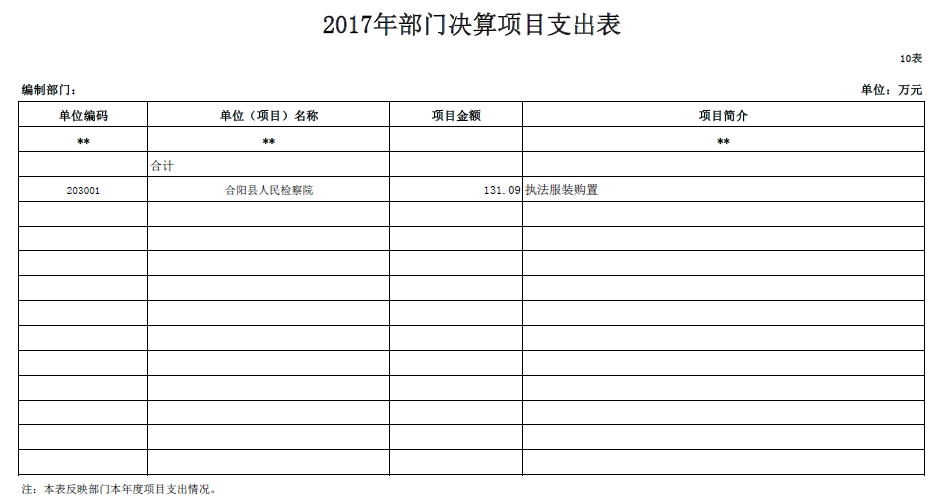 2017年部门决算项目支出表
10表
编制部门： 单位：万元
单位编码 单位（项目）名称 项目金额 项目简介
** ** **
合计
203001 合阳县人民检察院 131.09 执法服装购置
注：本表反映部门本年度项目支出情况。